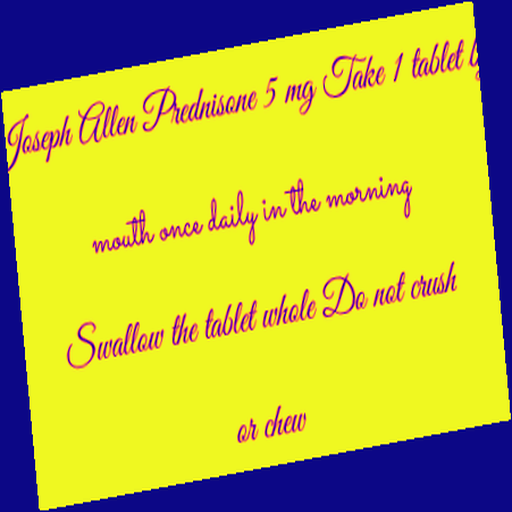 Joseph Allen Prednisone 5 mg Take 1 tablet
mouth once daily in the morning
Swallow the tablet whole Do not crush
or chew